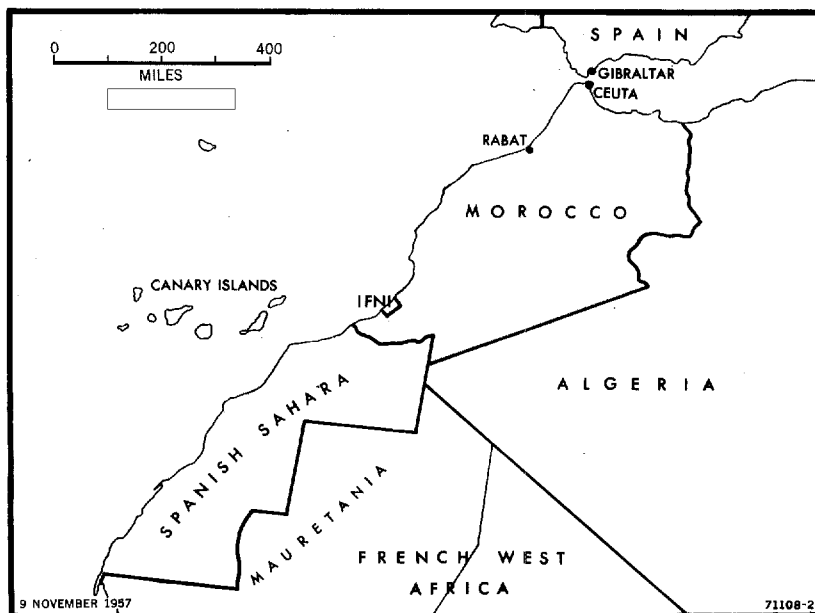 SPAIN
0 200 400
MILES
GIBRALTAR
CEUTA
RABAT
MOROCCO
CANARY ISLANDS
IFNI
ALGERIA
SPANISH SAHARA
MAURETANIA
FRENCH WEST
AFRICA
9 NOVEMBER 1957
71108-2